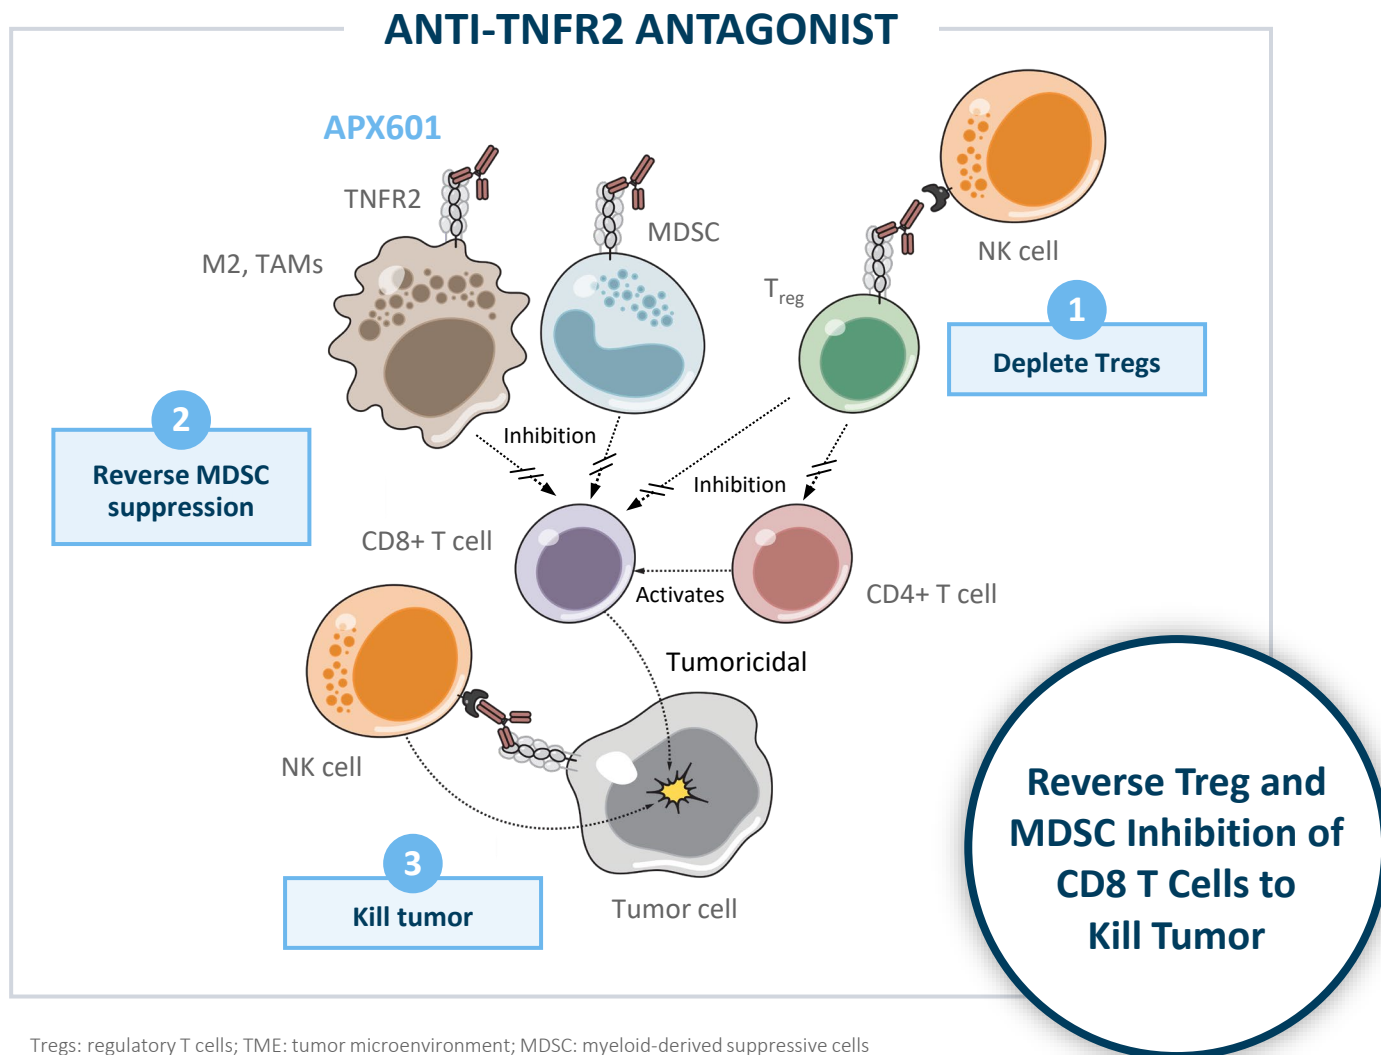 ANTI-TNFR2 ANTAGONIST
APX601
TNFR2
MDSC
M2, TAMs
NK cell
Treg
1
Deplete Tregs
2
Reverse MDSC
suppression
Inhibition
Inhibition
CD8+ T cell
Activates
CD4+ T cell
Tumoricidal
NK cell
3
Kill tumor
Tumor cell
Reverse Treg and
MDSC Inhibition of
CD8 T Cells to
Kill Tumor
Tregs: regulatory T cells; TME: tumor microenvironment; MDSC: myeloid-derived suppressive cells